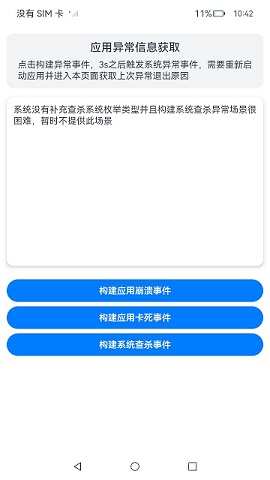 没有 SIM 卡
11%
10:42
应用异常信息获取
点击构建异常事件，3s之后触发系统异常事件，需要重新启
动应用并进入本页面获取上次异常退出原因
系统没有补充查杀系统枚举类型并且构建系统查杀异常场景很
困难，暂时不提供此场景
构建应用崩溃事件
构建应用卡死事件
构建系统查杀事件